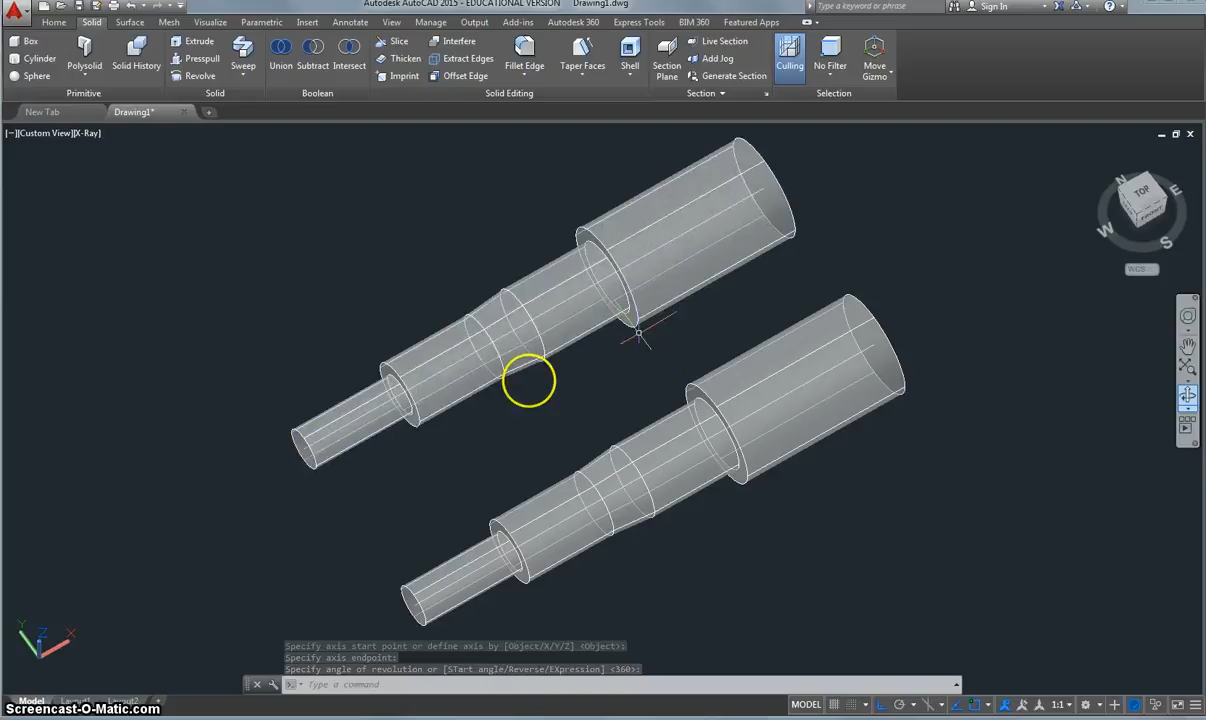 Autodesk AutoCAD 2015 - EDUCATIONAL VERSION Drawing1.dwg
Type a keyword or phrase
Sign In
Home Solid Surface Mesh Visualize Parametric Insert Annotate View Manage Output Add-ins Autodesk 360 Express Tools BIM 360 Featured Apps
Box
Cylinder
Sphere
Polysolid
Solid History
Primitive
Extrude
Presspull
Revolve
Sweep
Solid
Union Subtract Intersect
Boolean
Slice
Thicken
Imprint
Interfere
Extract Edges
Offset Edge
Fillet Edge
Taper Faces
Shell
Solid Editing
Section
Plane
Live Section
Add Jog
Generate Section
Section
Culling
No Filter
Move
Gizmo
Selection
New Tab Drawing1*
[−][Custom View][X-Ray]
N
E
W
S
TOP
FRONT
WCS
Y
Z
X
Specify axis start point or define axis by [Object/X/Y/Z] <Object>:
Specify axis endpoint:
Specify angle of revolution or [STart angle/Reverse/EXpression] <360>:
Type a command
Model Layout1 Layout2 +
MODEL
1:1
Screencast-O-Matic.com